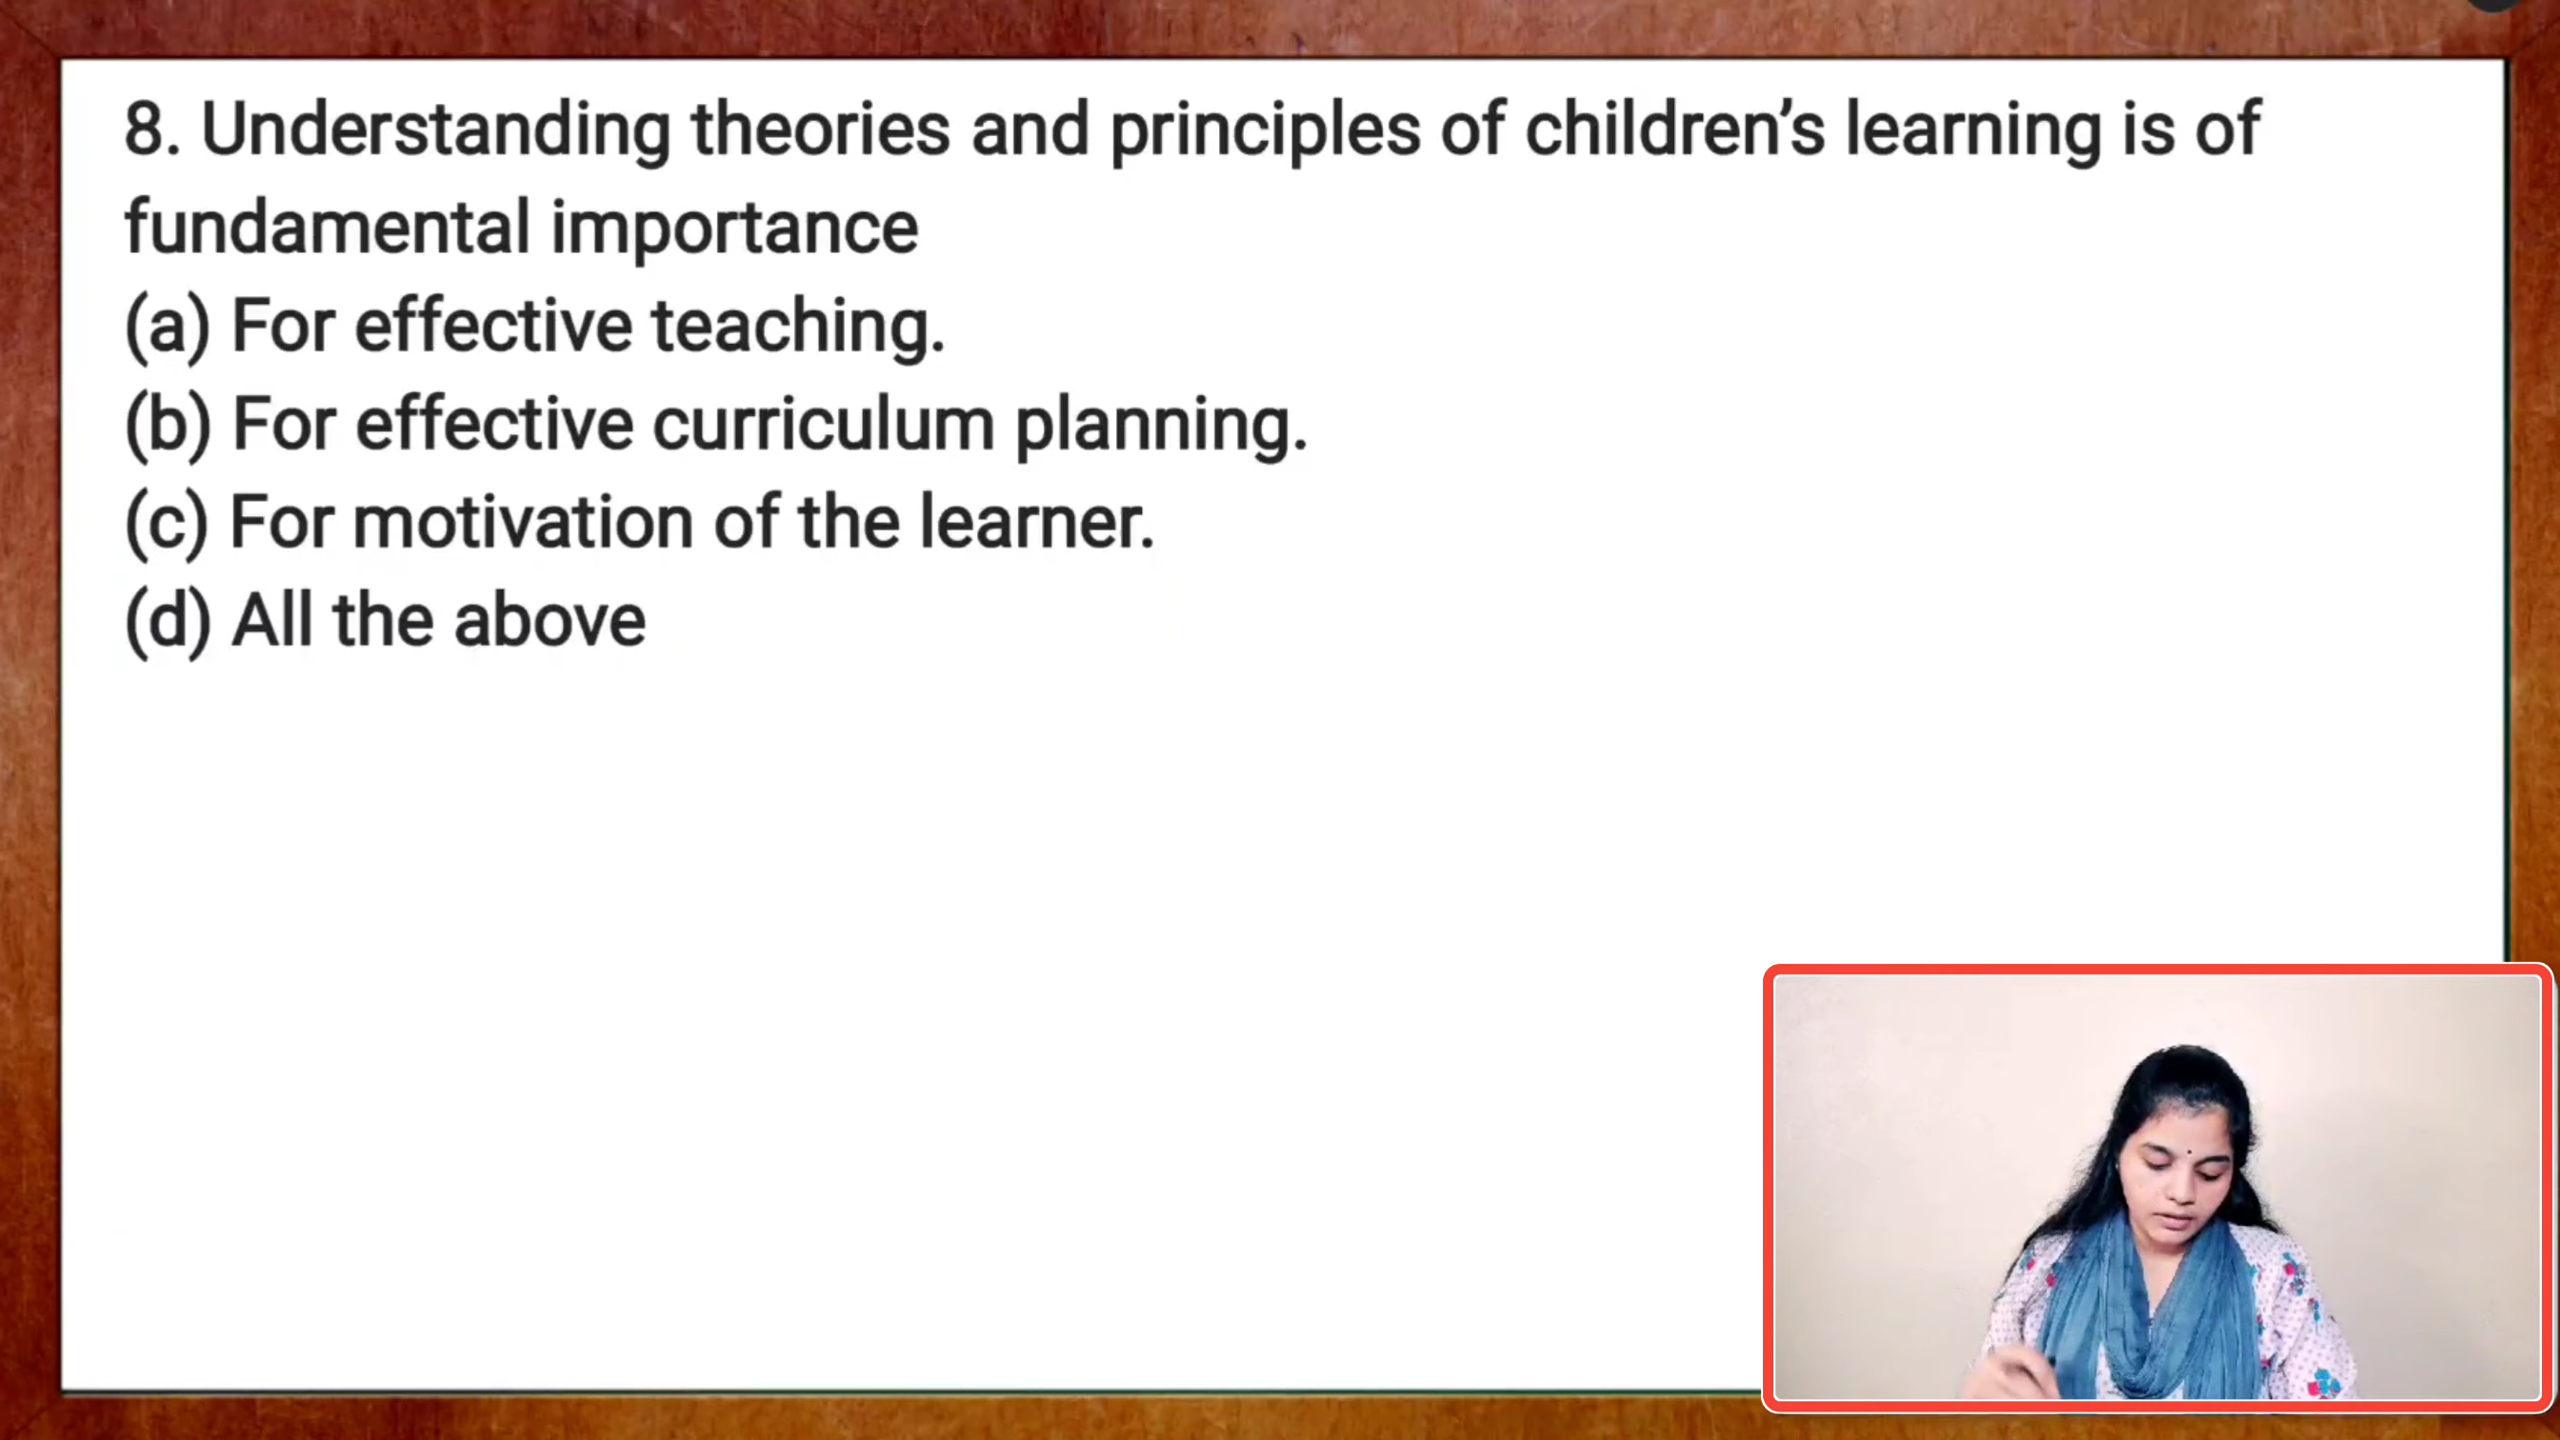 8. Understanding theories and principles of children’s learning is of
fundamental importance
(a) For effective teaching.
(b) For effective curriculum planning.
(c) For motivation of the learner.
(d) All the above